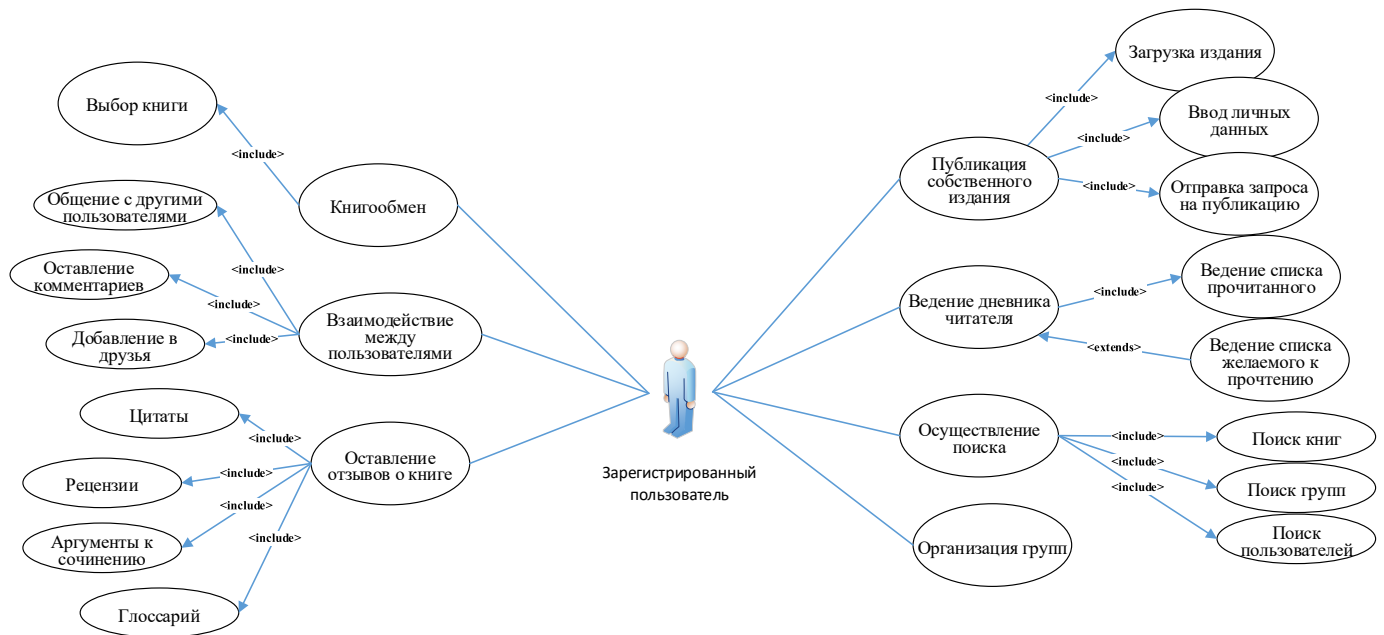 Выбор книги
<include>
Книгообмен
Общение с другими
пользователями
<include>
Оставление
комментариев
<include>
Добавление в
друзья
<include>
Взаимодействие
между
пользователями
Цитаты
<include>
Рецензии
<include>
Аргументы к
сочинению
<include>
Глоссарий
<include>
Оставление
отзывов о книге
Зарегистрированный
пользователь
Публикация
собственного
издания
<include>
Загрузка издания
<include>
Ввод личных
данных
<include>
Отправка запроса
на публикацию
Ведение дневника
читателя
<include>
Ведение списка
прочитанного
<extends>
Ведение списка
желаемого к
прочтению
Осуществление
поиска
<include>
Поиск книг
<include>
Поиск групп
<include>
Поиск
пользователей
Организация групп